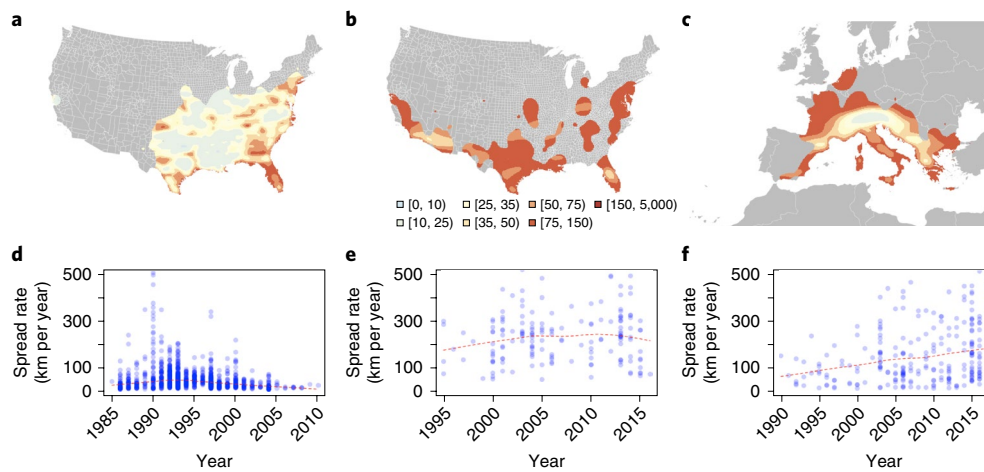 a
b
c
[0, 10) [25, 35) [50, 75) [150, 5,000)
[10, 25) [35, 50) [75, 150)
d
e
f
Spread rate
(km per year)
500
300
100
0
1985
1990
1995
2000
2005
2010
Year
Spread rate
(km per year)
500
300
100
0
1995
2000
2005
2010
2015
Year
Spread rate
(km per year)
500
300
100
0
1990
1995
2000
2005
2010
2015
Year